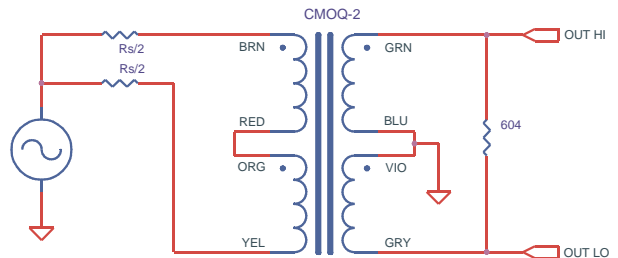 CMOQ-2
Rs/2
BRN
GRN
OUT HI
Rs/2
RED
BLU
604
ORG
VIO
YEL
GRY
OUT LO